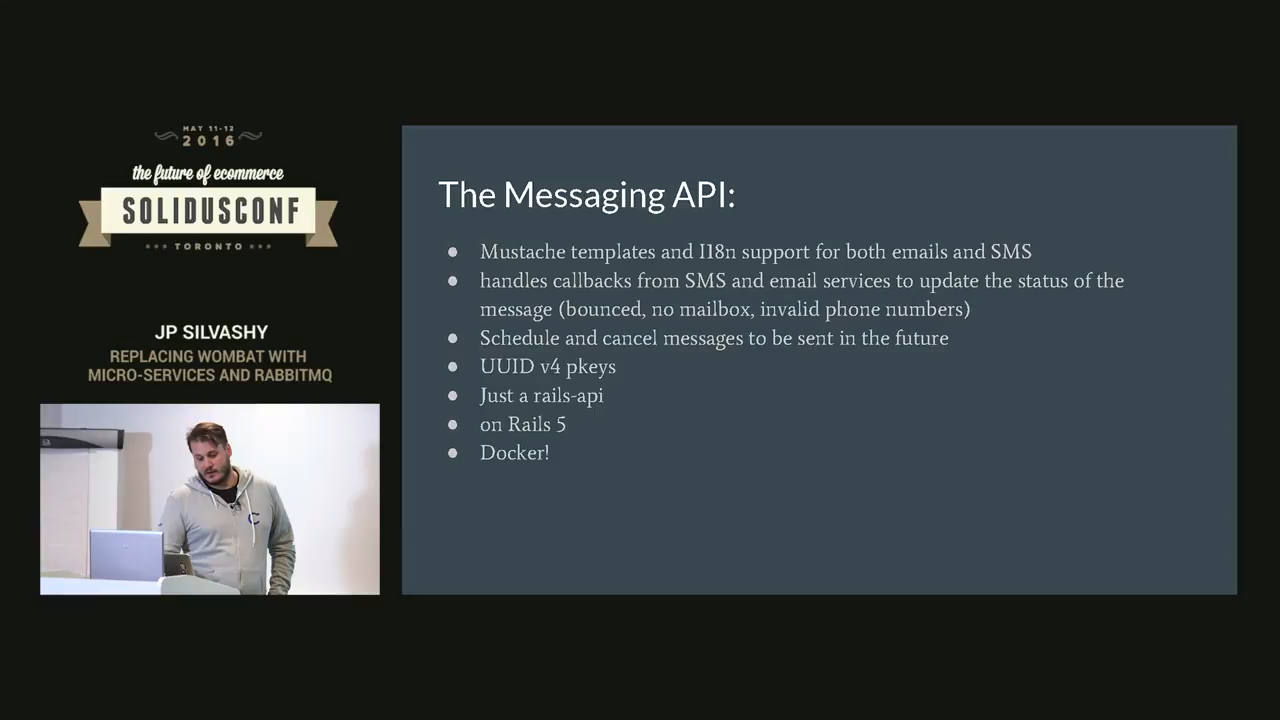 MAY 11-12
2016
the future of ecommerce
SOLIDUSCONF
TORONTO
JP SILVASHY
REPLACING WOMBAT WITH
MICRO-SERVICES AND RABBITMQ
The Messaging API:
● Mustache templates and I18n support for both emails and SMS
● handles callbacks from SMS and email services to update the status of the
message (bounced, no mailbox, invalid phone numbers)
● Schedule and cancel messages to be sent in the future
● UUID v4 pkeys
● Just a rails-api
● on Rails 5
● Docker!